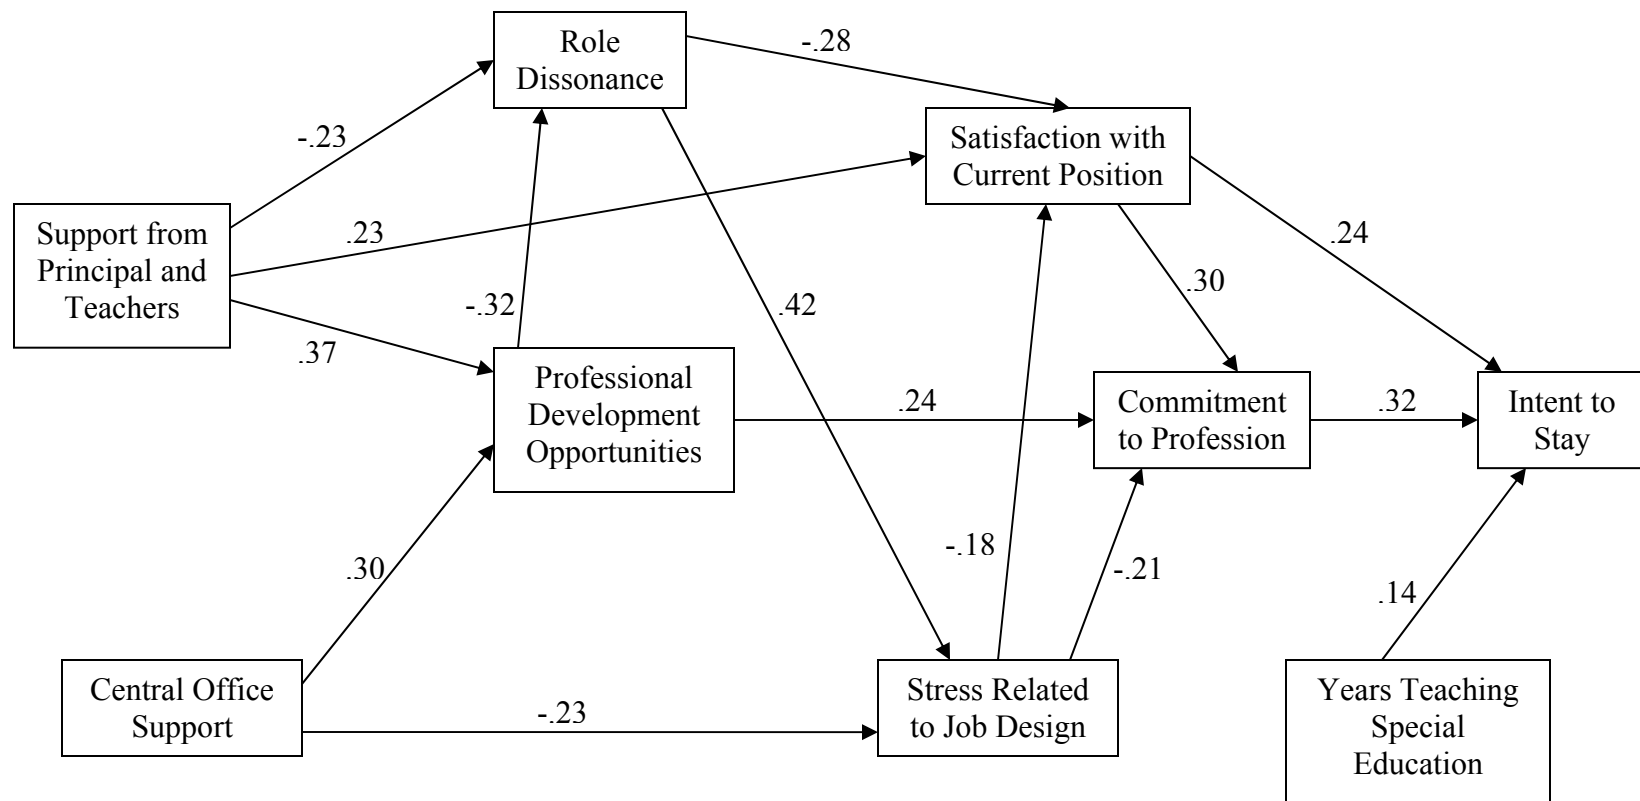 Role
Dissonance
-.28
Satisfaction with
Current Position
-.23
Support from
Principal and
Teachers
.23
.24
.30
-.32
.42
.37
Professional
Development
Opportunities
.24
Commitment
to Profession
.32
Intent to
Stay
.30
-.18
-.21
.14
Central Office
Support
-.23
Stress Related
to Job Design
Years Teaching
Special
Education